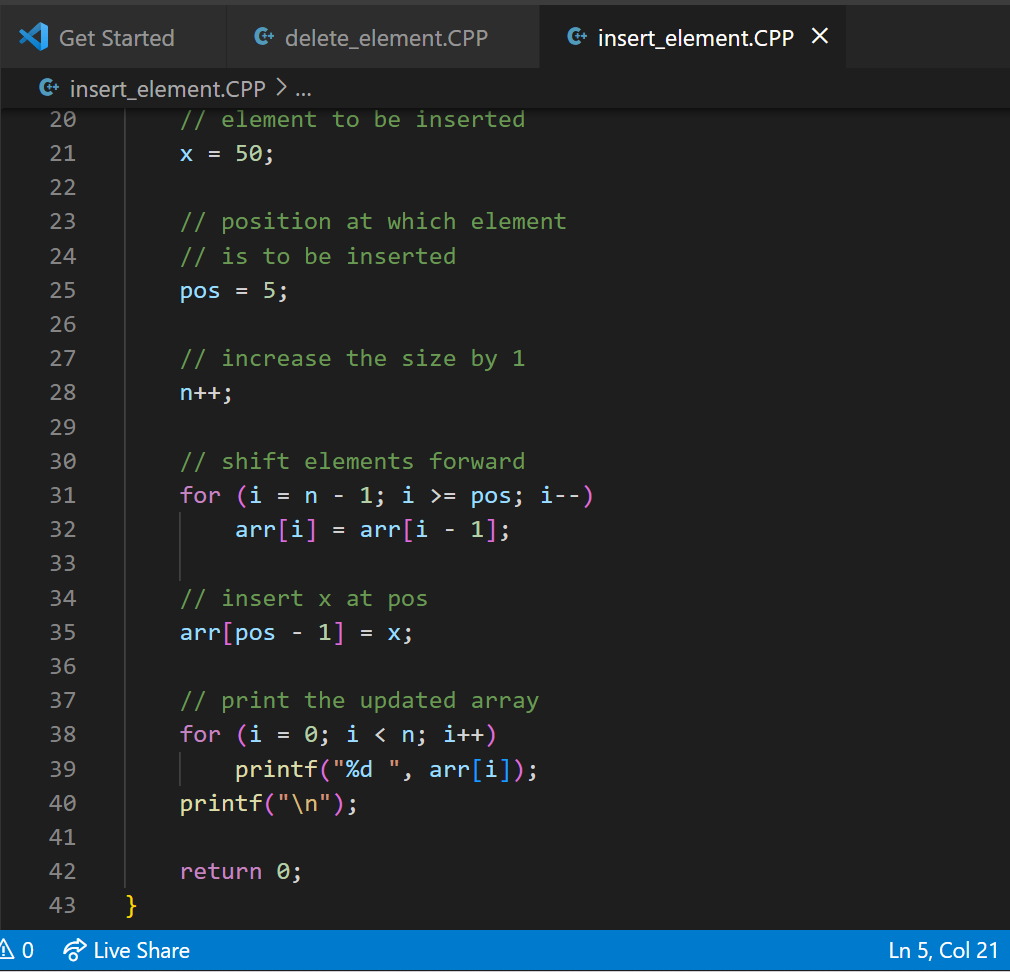 Get Started delete_element.CPP insert_element.CPP ×
insert_element.CPP > ...
20 // element to be inserted
21 x = 50;
22
23 // position at which element
24 // is to be inserted
25 pos = 5;
26
27 // increase the size by 1
28 n++;
29
30 // shift elements forward
31 for (i = n - 1; i >= pos; i--)
32 arr[i] = arr[i - 1];
33
34 // insert x at pos
35 arr[pos - 1] = x;
36
37 // print the updated array
38 for (i = 0; i < n; i++)
39 printf("%d ", arr[i]);
40 printf("\n");
41
42 return 0;
43 }
0 Live Share Ln 5, Col 21